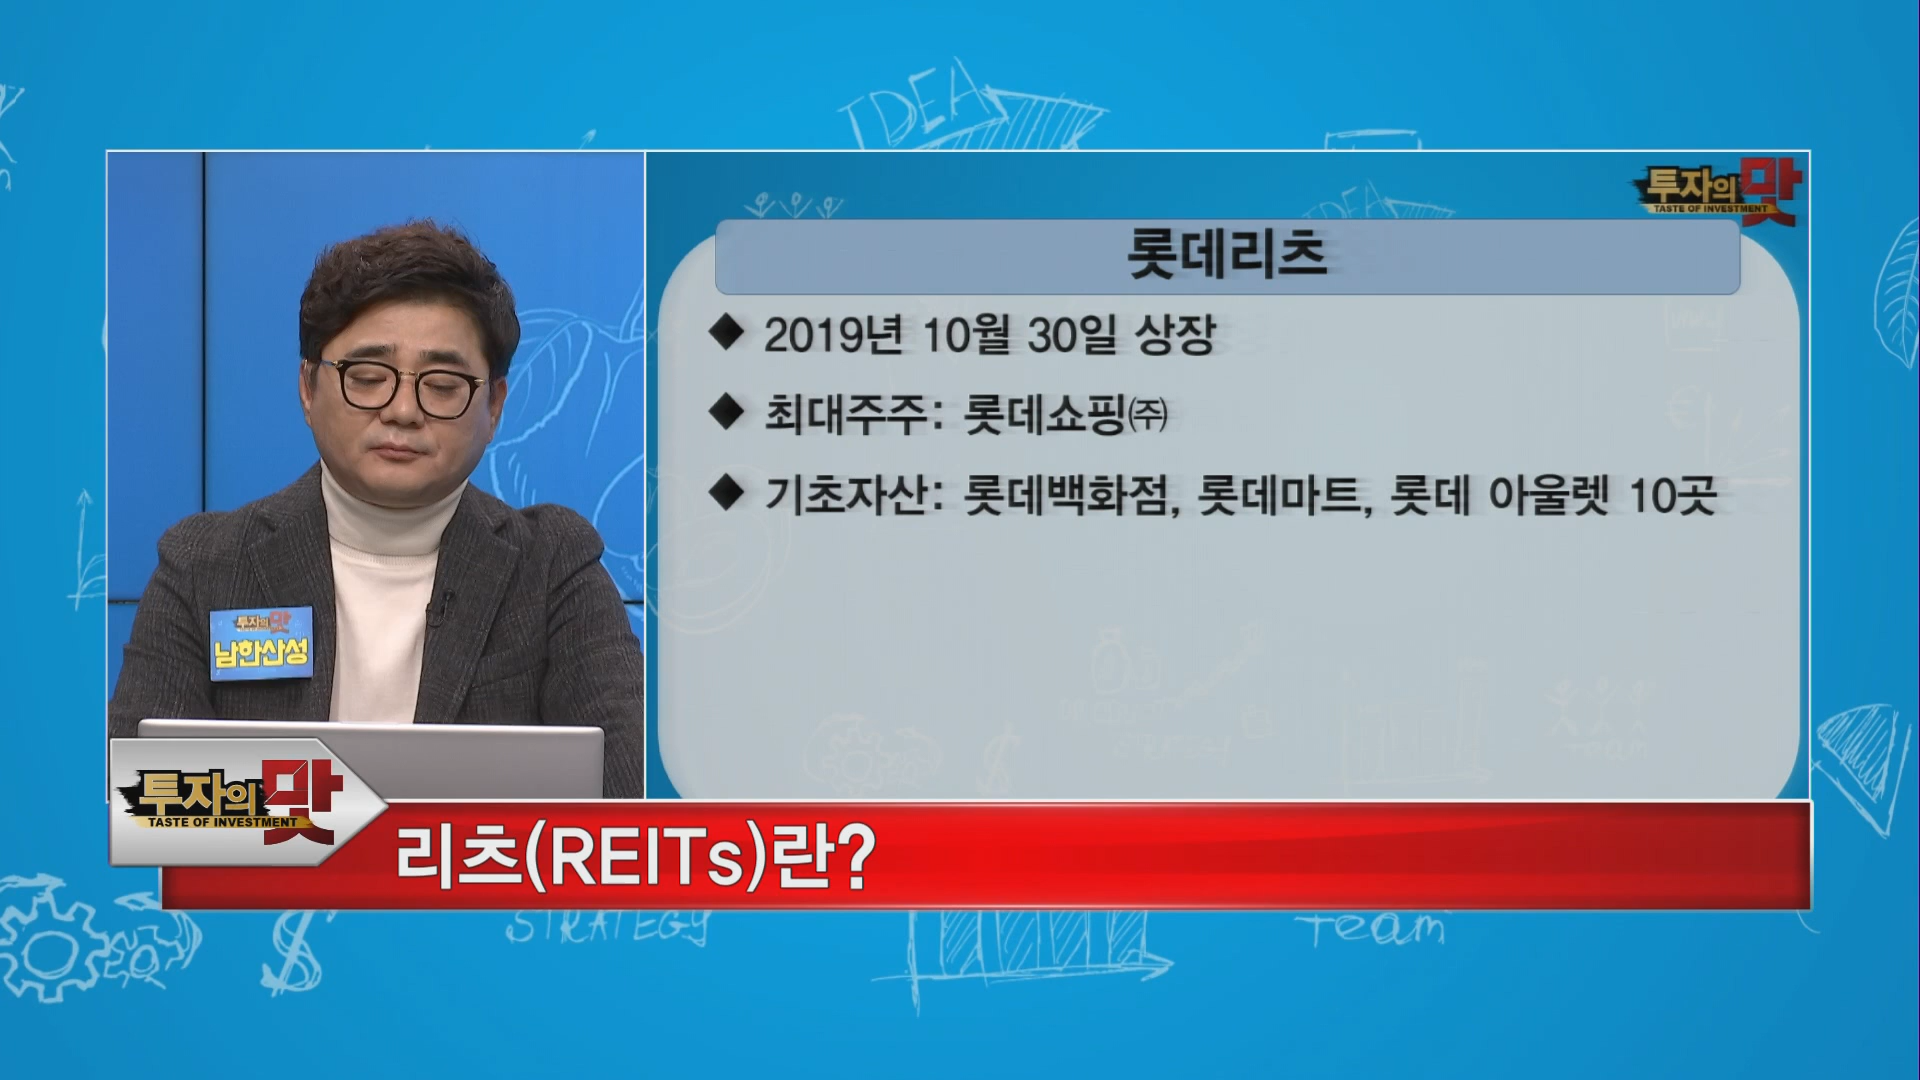 IDEA
투자의맛
TASTE OF INVESTMENT
롯데리츠
◆ 2019년 10월 30일 상장
◆ 최대주주: 롯데쇼핑㈜
◆ 기초자산: 롯데백화점, 롯데마트, 롯데 아울렛 10곳
투자의맛
남한산성
투자의맛
TASTE OF INVESTMENT
리츠(REITs)란?
STRATEGY
Team